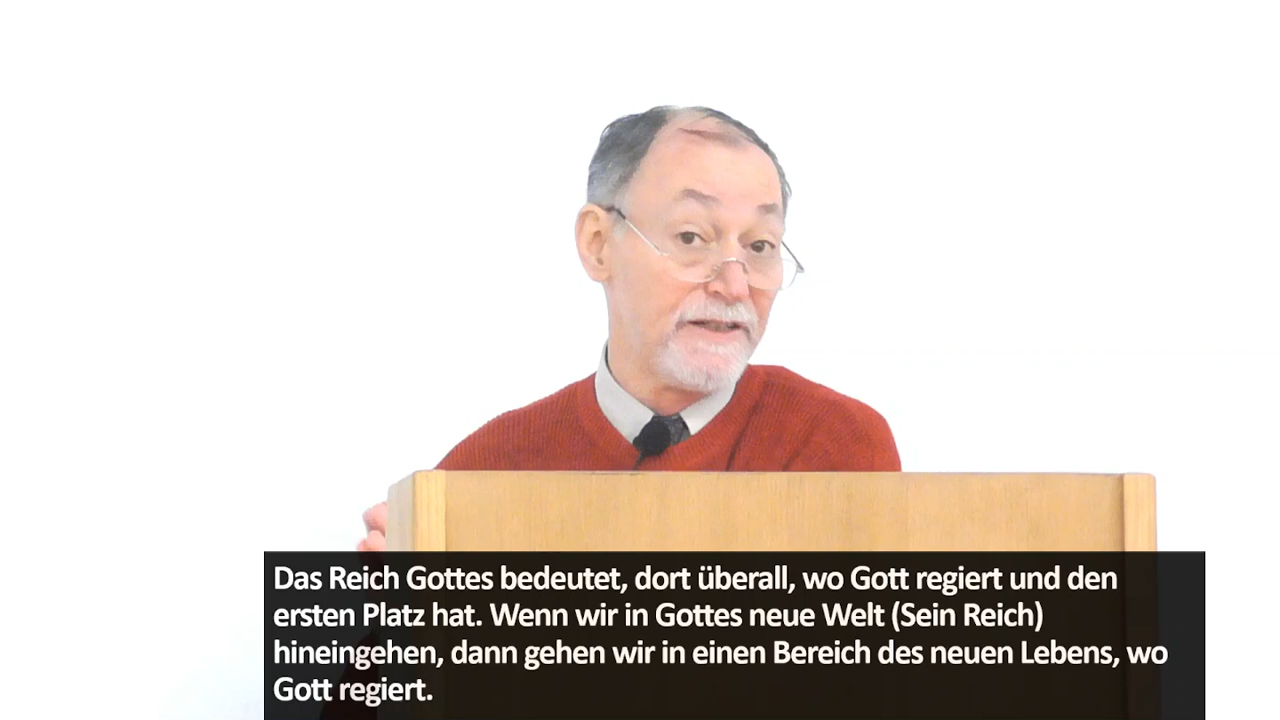 Das Reich Gottes bedeutet, dort überall, wo Gott regiert und den
ersten Platz hat. Wenn wir in Gottes neue Welt (Sein Reich)
hineingehen, dann gehen wir in einen Bereich des neuen Lebens, wo
Gott regiert.